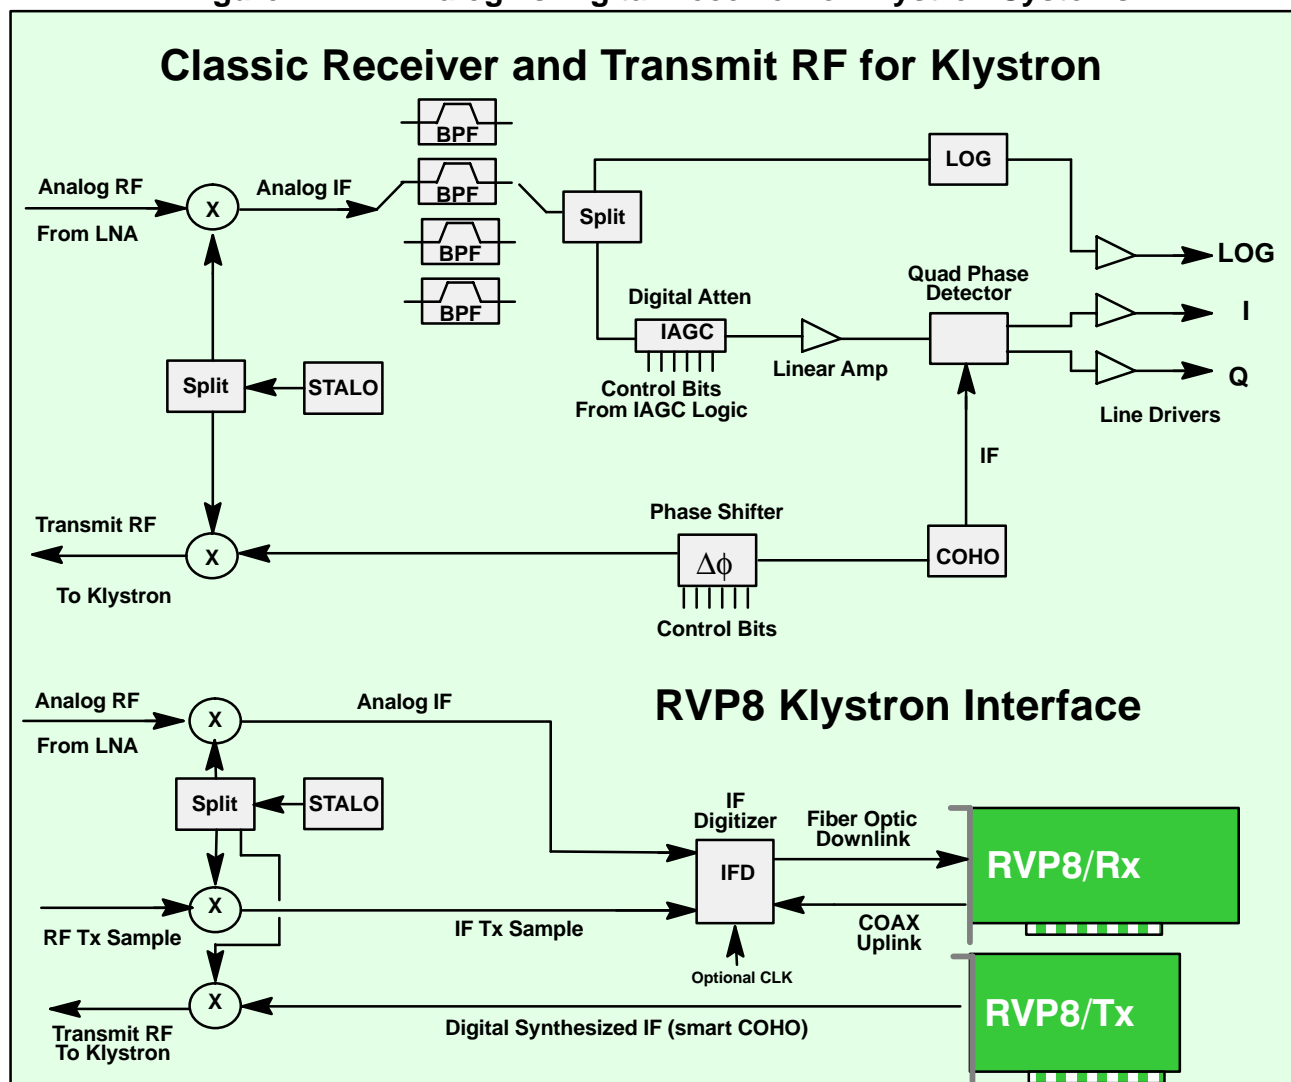 Classic Receiver and Transmit RF for Klystron
BPF
LOG
Analog RF
Analog IF
X
BPF
From LNA
Split
BPF
LOG
Quad Phase
Detector
Digital Atten
BPF
I
IAGC
Linear Amp
Split
STALO
Control Bits
From IAGC Logic
Q
Line Drivers
IF
Phase Shifter
Transmit RF
X
Δϕ
COHO
To Klystron
Control Bits
Analog RF
Analog IF
RVP8 Klystron Interface
X
From LNA
Split
STALO
IF
Digitizer
Fiber Optic
Downlink
IFD
RVP8/Rx
X
RF Tx Sample
IF Tx Sample
COAX
Uplink
Optional CLK
X
RVP8/Tx
Transmit RF
To Klystron
Digital Synthesized IF (smart COHO)